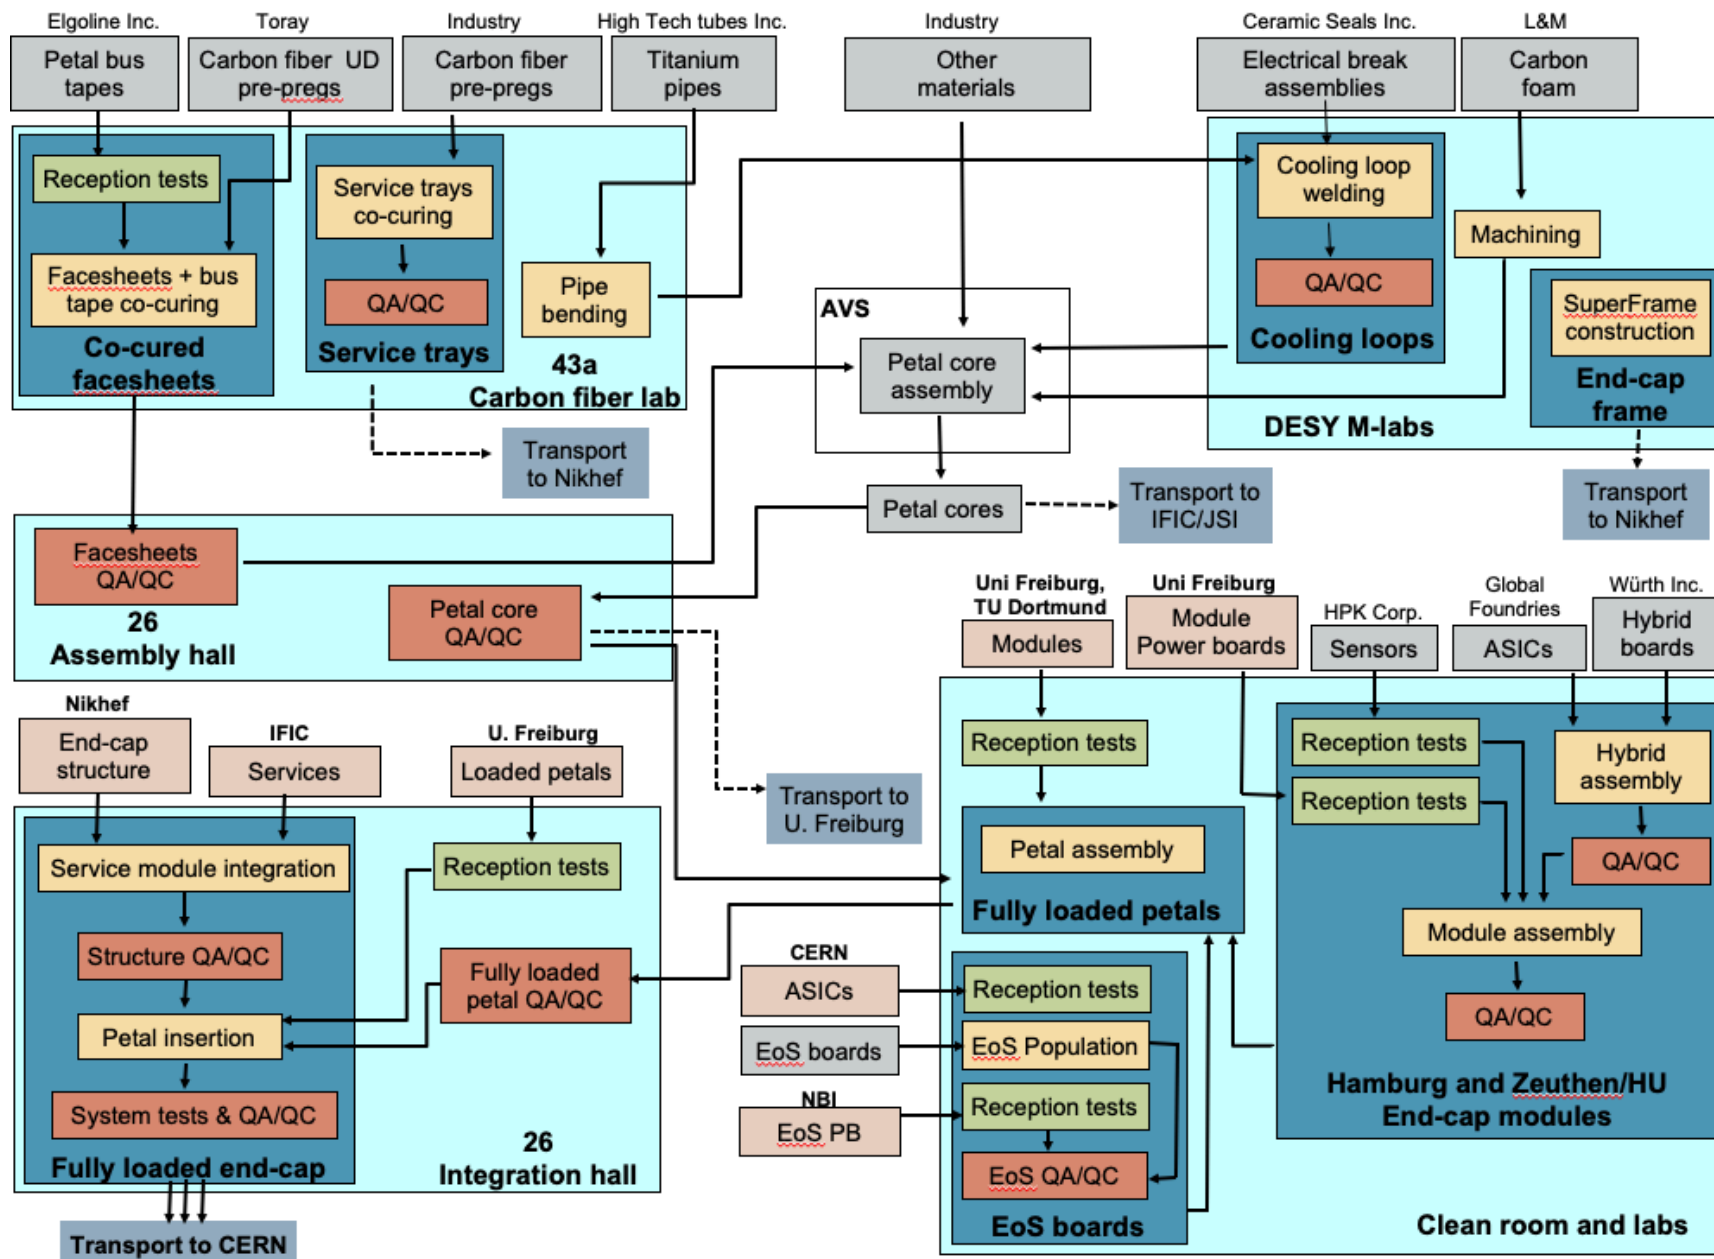 Elgoline Inc.
Toray
Industry
High Tech tubes Inc.
Industry
Ceramic Seals Inc.
L&M
Petal bus
tapes
Carbon fiber UD
pre-pregs
Carbon fiber
pre-pregs
Titanium
pipes
Other
materials
Electrical break
assemblies
Carbon
foam
Reception tests
Facesheets + bus
tape co-curing
Co-cured
facesheets
Service trays
co-curing
QA/QC
Service trays
Pipe
bending
43a
Carbon fiber lab
Transport
to Nikhef
AVS
Petal core
assembly
Petal cores
Transport to
IFIC/JSI
Cooling loop
welding
QA/QC
Cooling loops
Machining
SuperFrame
construction
End-cap
frame
DESY M-labs
Transport
to Nikhef
Facesheets
QA/QC
26
Assembly hall
Petal core
QA/QC
Transport to
U. Freiburg
Nikhef
End-cap
structure
IFIC
Services
U. Freiburg
Loaded petals
Service module integration
Structure QA/QC
Petal insertion
System tests & QA/QC
Fully loaded end-cap
Reception tests
Fully loaded
petal QA/QC
26
Integration hall
Transport to CERN
Uni Freiburg,
TU Dortmund
Modules
Uni Freiburg
Module
Power boards
HPK Corp.
Sensors
Global
Foundries
ASICs
Würth Inc.
Hybrid
boards
Reception tests
Petal assembly
Fully loaded petals
Reception tests
Reception tests
Hybrid
assembly
QA/QC
Module assembly
QA/QC
Hamburg and Zeuthen/HU
End-cap modules
CERN
ASICs
EoS boards
NBI
EoS PB
Reception tests
EoS Population
Reception tests
EoS QA/QC
EoS boards
Clean room and labs